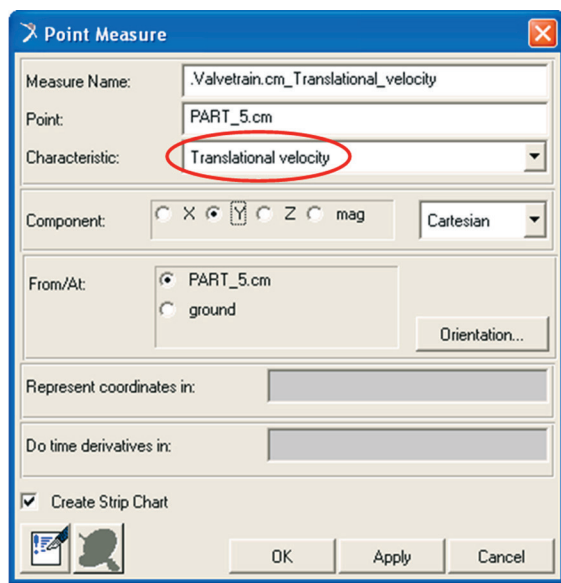 Point Measure
Measure Name: .Valvetrain.cm_Translational_velocity
Point: PART_5.cm
Characteristic: Translational velocity
Component: X Y Z mag Cartesian
From/At: PART_5.cm
ground
Orientation...
Represent coordinates in:
Do time derivatives in:
Create Strip Chart
OK Apply Cancel